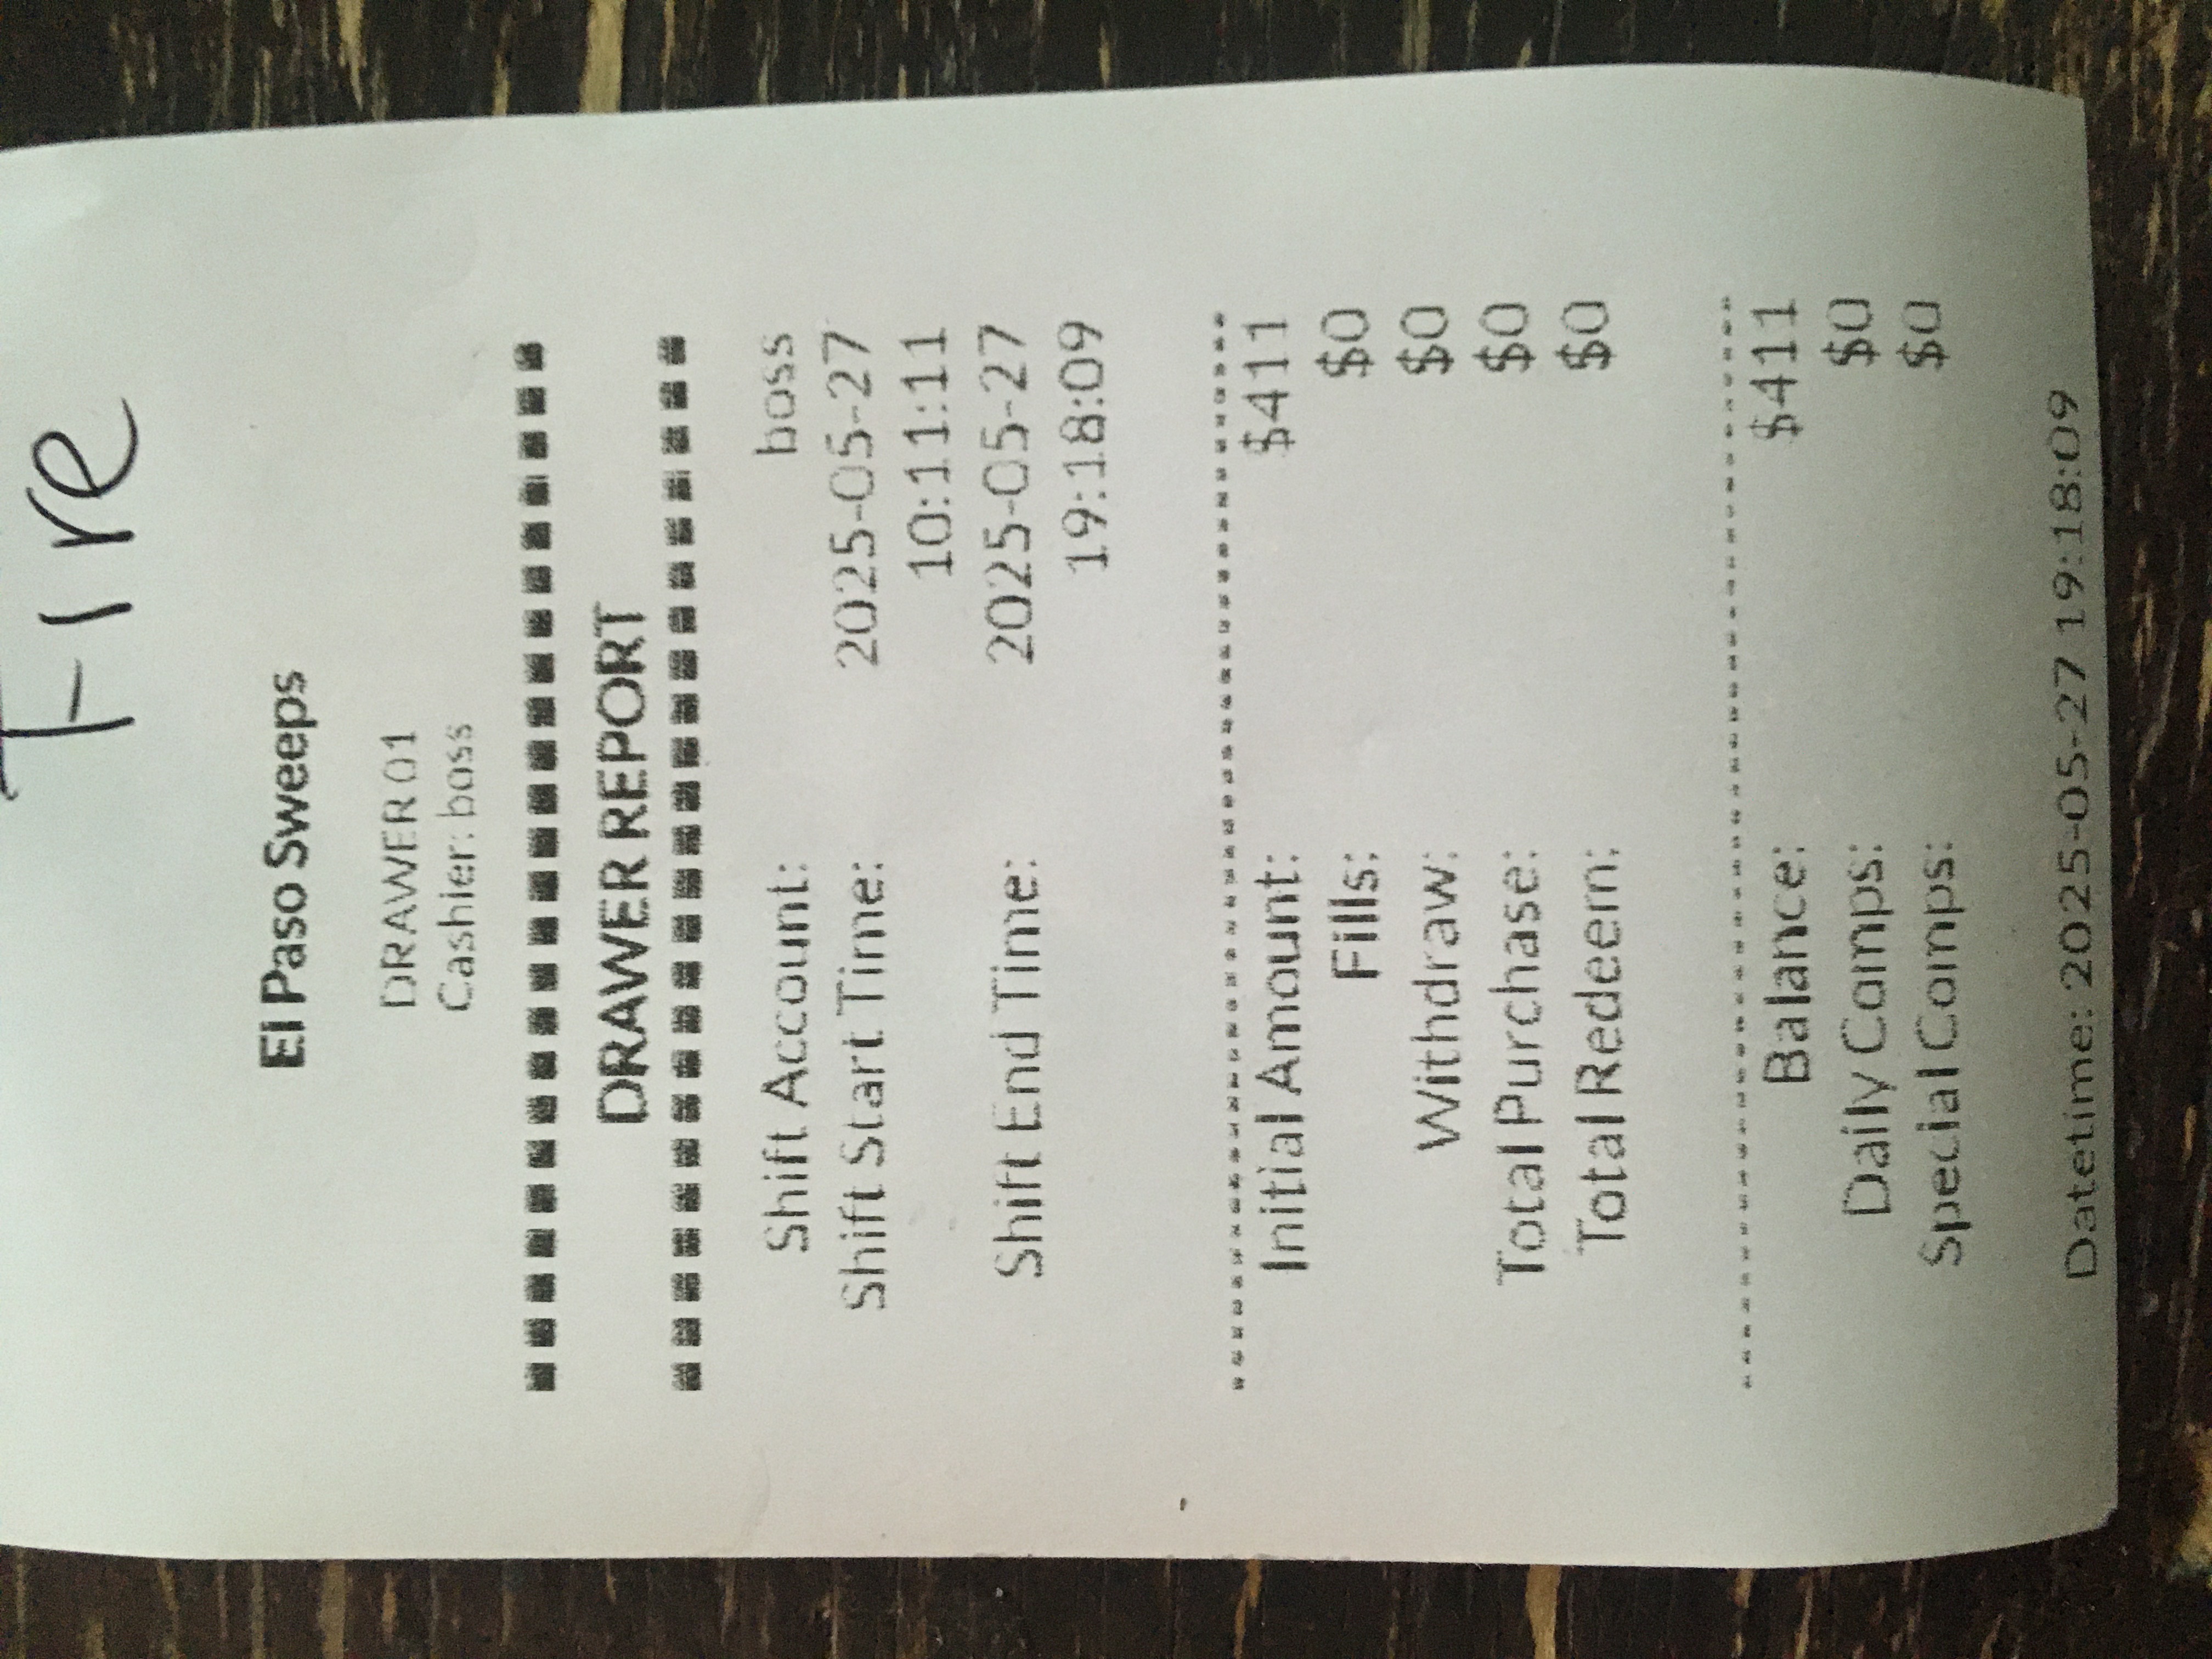 Fire
El Paso Sweeps
DRAWER 01
Cashier: boss
DRAWER REPORT
Shift Account: boss
Shift Start Time: 2025-05-27
10:11:11
Shift End Time: 2025-05-27
19:18:09
Initial Amount: $411
Fills: $0
Withdraw: $0
Total Purchase: $0
Total Redeem: $0
Balance: $411
Daily Comps: $0
Special Comps: $0
Datetime: 2025-05-27 19:18:09